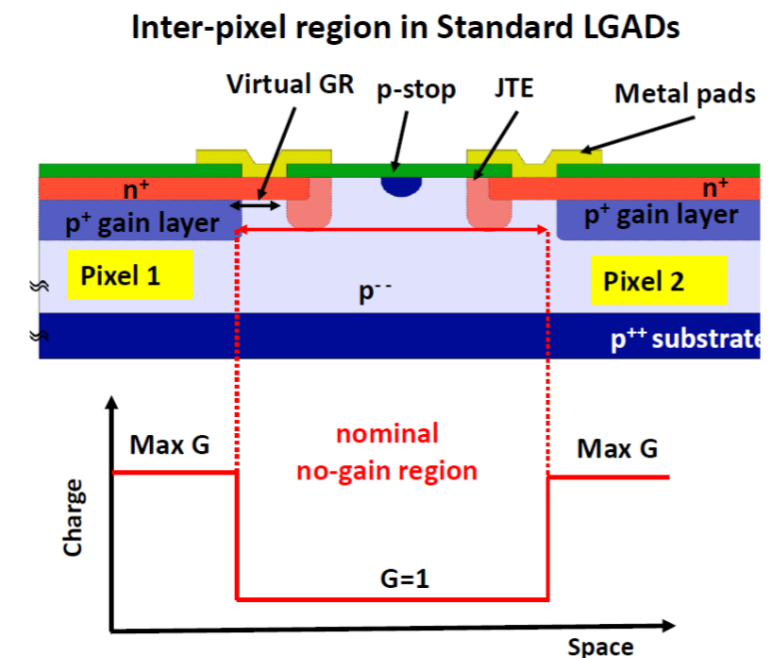 Inter-pixel region in Standard LGADs
Virtual GR
p-stop
JTE
Metal pads
n⁺
n⁺
p⁺ gain layer
p⁺ gain layer
Pixel 1
p⁻⁻
Pixel 2
p⁺⁺ substrate
Max G
nominal
no-gain region
Max G
Charge
G=1
Space